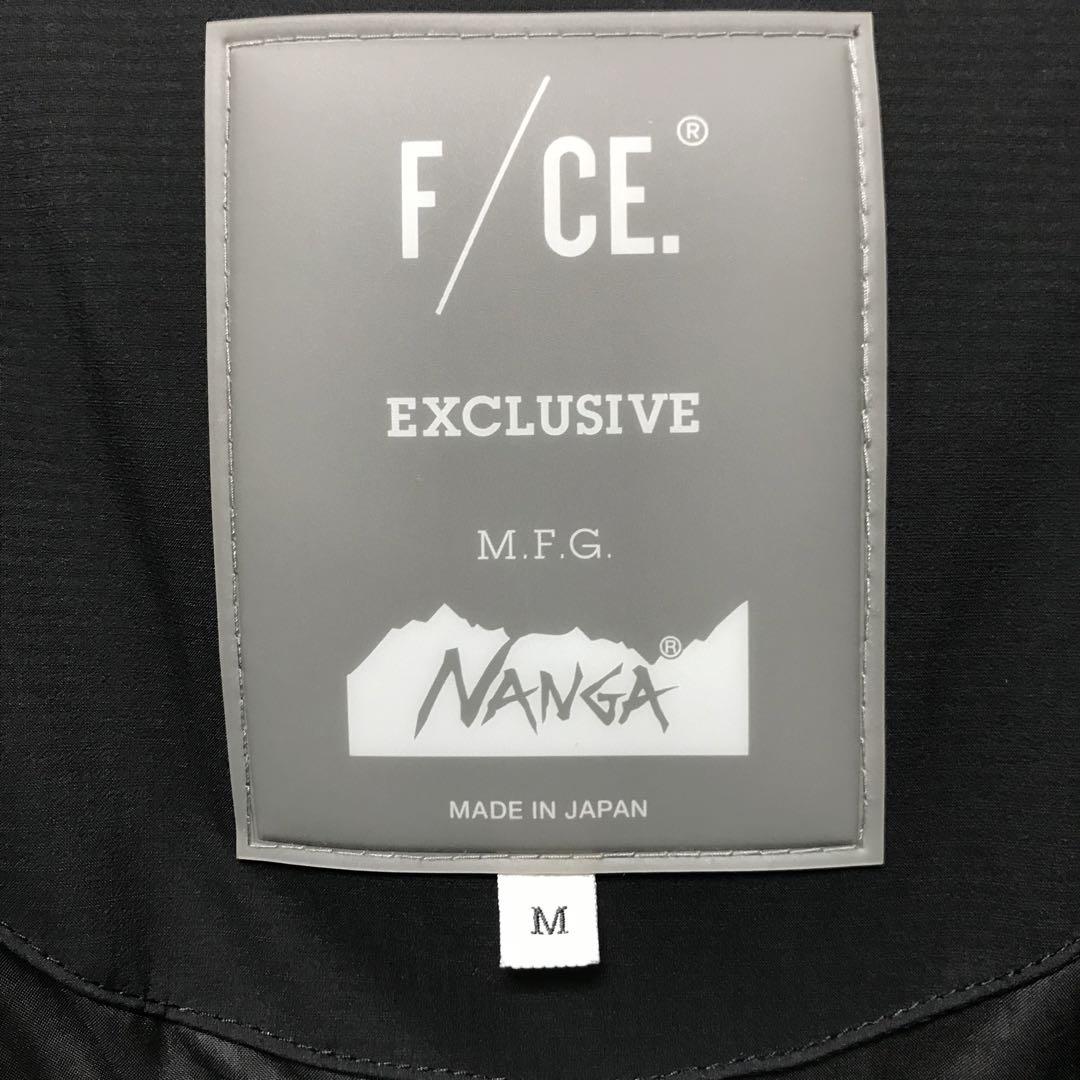 F/CE.®
EXCLUSIVE
M.F.G.
NANGA®
MADE IN JAPAN
M